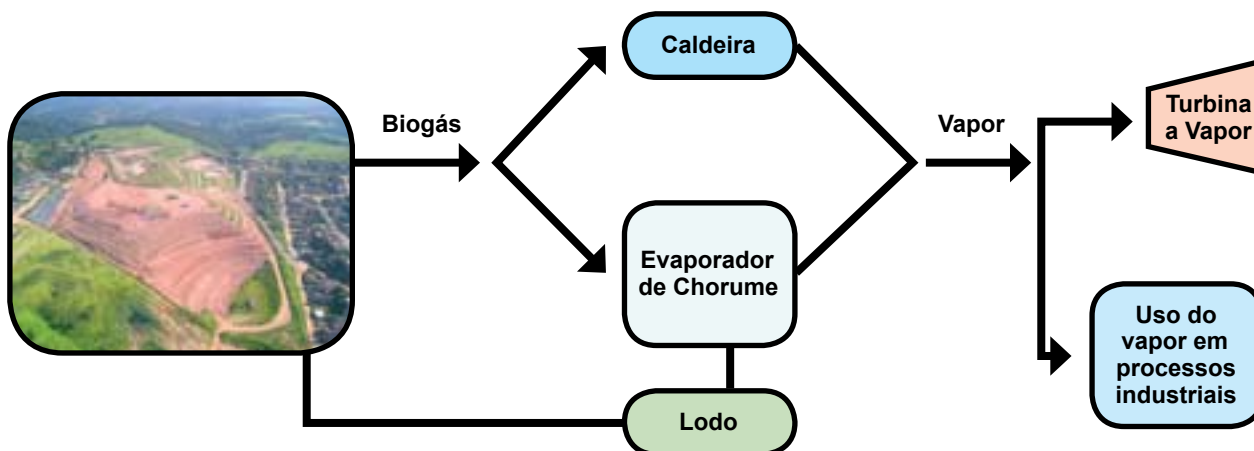 Caldeira
Biogás
Vapor
Turbina
a Vapor
Evaporador
de Chorume
Uso do
vapor em
processos
industriais
Lodo